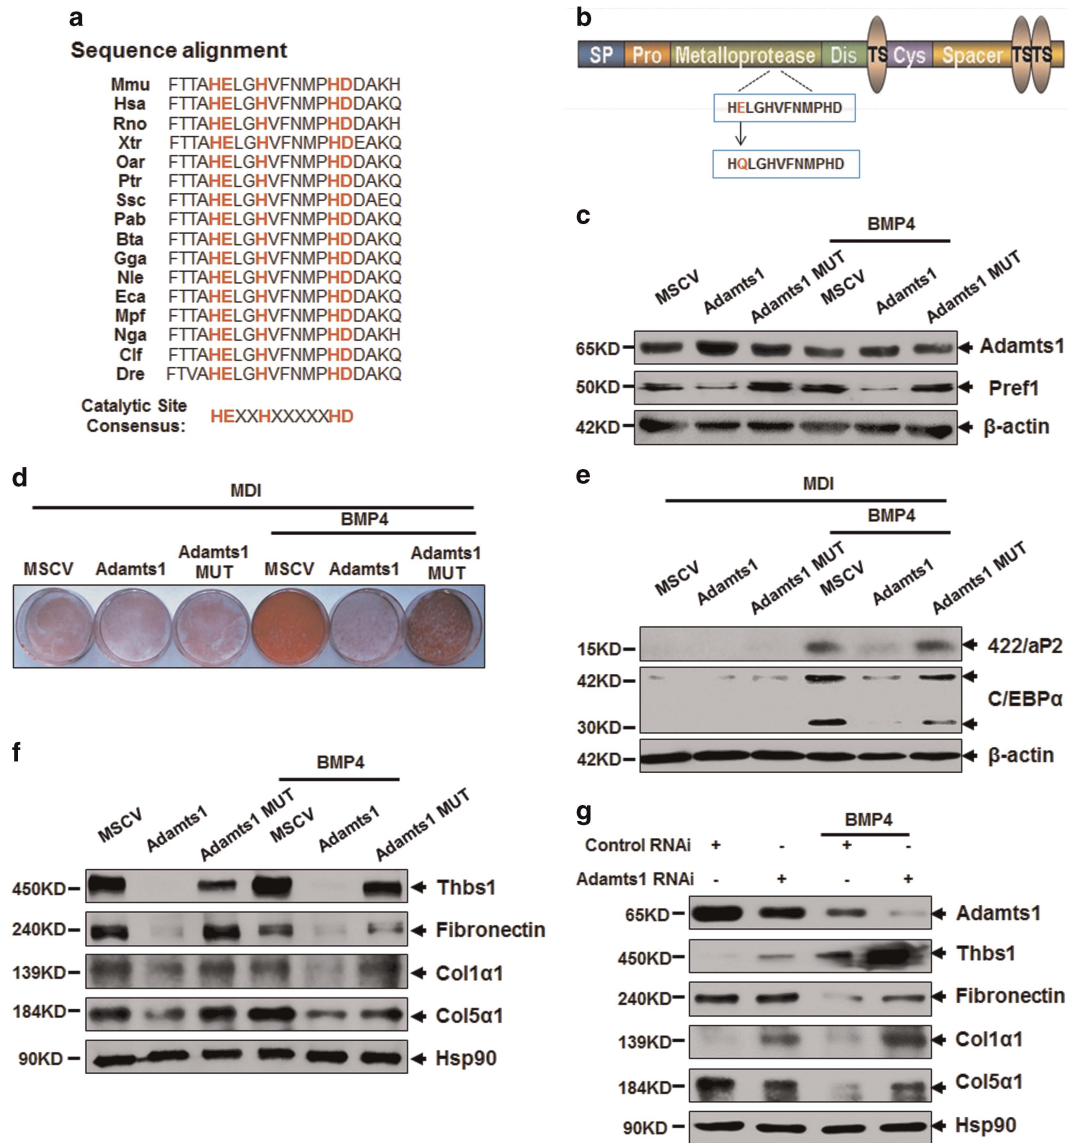 a
Sequence alignment
Mmu FTTAHELGHVFNMPHDDAKH
Hsa FTTAHELGHVFNMPHDDAKQ
Rno FTTAHELGHVFNMPHDDAKH
Xtr FTTAHELGHVFNMPHDEAKQ
Oar FTTAHELGHVFNMPHDDAKQ
Ptr FTTAHELGHVFNMPHDDAKQ
Ssc FTTAHELGHVFNMPHDDAEQ
Pab FTTAHELGHVFNMPHDDAKQ
Bta FTTAHELGHVFNMPHDDAKQ
Gga FTTAHELGHVFNMPHDDAKQ
Nle FTTAHELGHVFNMPHDDAKQ
Eca FTTAHELGHVFNMPHDDAKQ
Mpf FTTAHELGHVFNMPHDDAKQ
Nga FTTAHELGHVFNMPHDDAKH
Clf FTTAHELGHVFNMPHDDAKQ
Dre FTVAHELGHVFNMPHDDAKQ
Catalytic Site
Consensus: HEXXHXXXXXHD
b
SP Pro Metalloprotease Dis TS Cys Spacer TS TS
HELGHVFNMPHD
HQLGHVFNMPHD
c
BMP4
MSCV Adamts1 Adamts1 MUT MSCV Adamts1 Adamts1 MUT
65KD Adamts1
50KD Pref1
42KD β-actin
d
MDI
BMP4
MSCV Adamts1 Adamts1 MUT MSCV Adamts1 Adamts1 MUT
e
MDI
BMP4
MSCV Adamts1 Adamts1 MUT MSCV Adamts1 Adamts1 MUT
15KD 422/aP2
42KD
C/EBPα
30KD
42KD β-actin
f
BMP4
MSCV Adamts1 Adamts1 MUT MSCV Adamts1 Adamts1 MUT
450KD Thbs1
240KD Fibronectin
139KD Col1α1
184KD Col5α1
90KD Hsp90
g
BMP4
Control RNAi + - + -
Adamts1 RNAi - + - +
65KD Adamts1
450KD Thbs1
240KD Fibronectin
139KD Col1α1
184KD Col5α1
90KD Hsp90